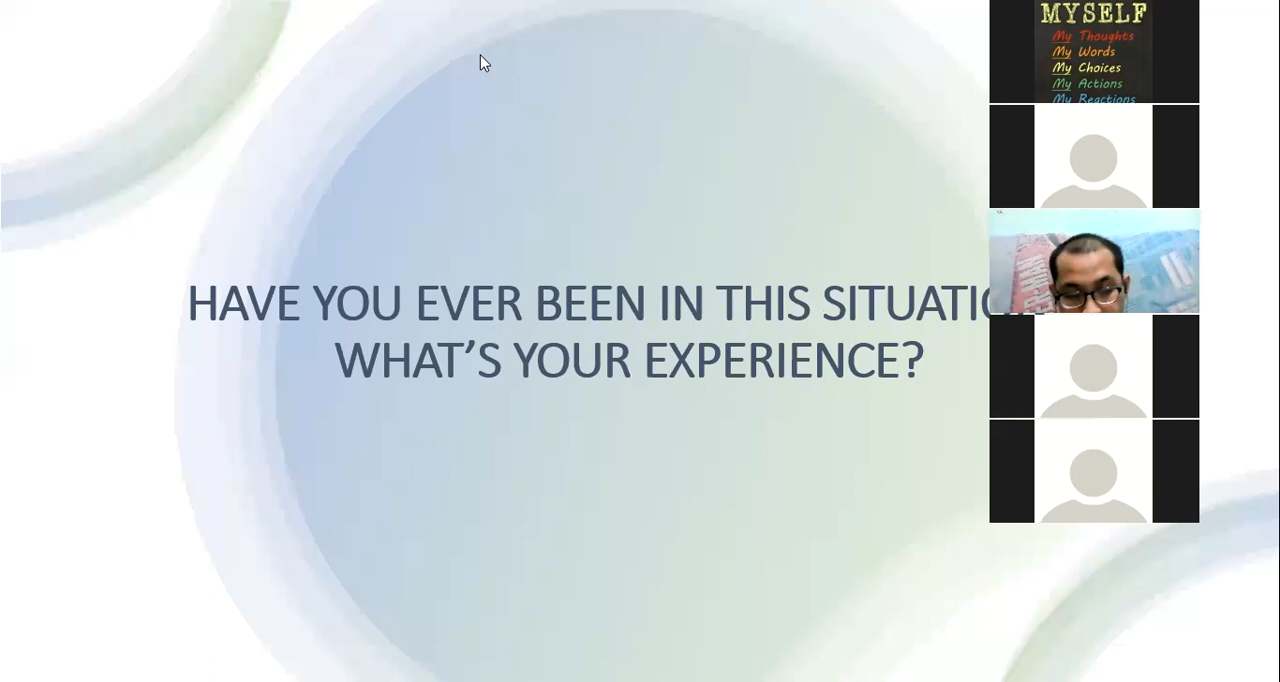 HAVE YOU EVER BEEN IN THIS
WHAT’S YOUR EXPERIENCE?
MYSELF
My Thoughts
My Words
My Choices
My Actions
My Reactions